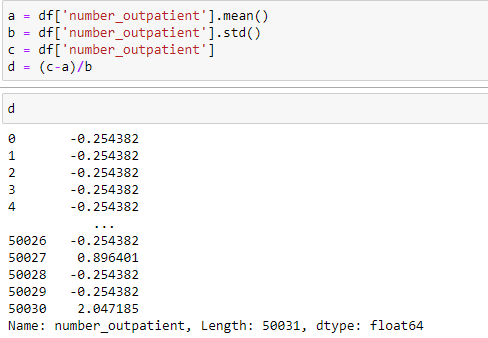 a = df['number_outpatient'].mean()
b = df['number_outpatient'].std()
c = df['number_outpatient']
d = (c-a)/b
d
0       -0.254382
1       -0.254382
2       -0.254382
3       -0.254382
4       -0.254382
           ...
50026   -0.254382
50027    0.896401
50028   -0.254382
50029   -0.254382
50030    2.047185
Name: number_outpatient, Length: 50031, dtype: float64